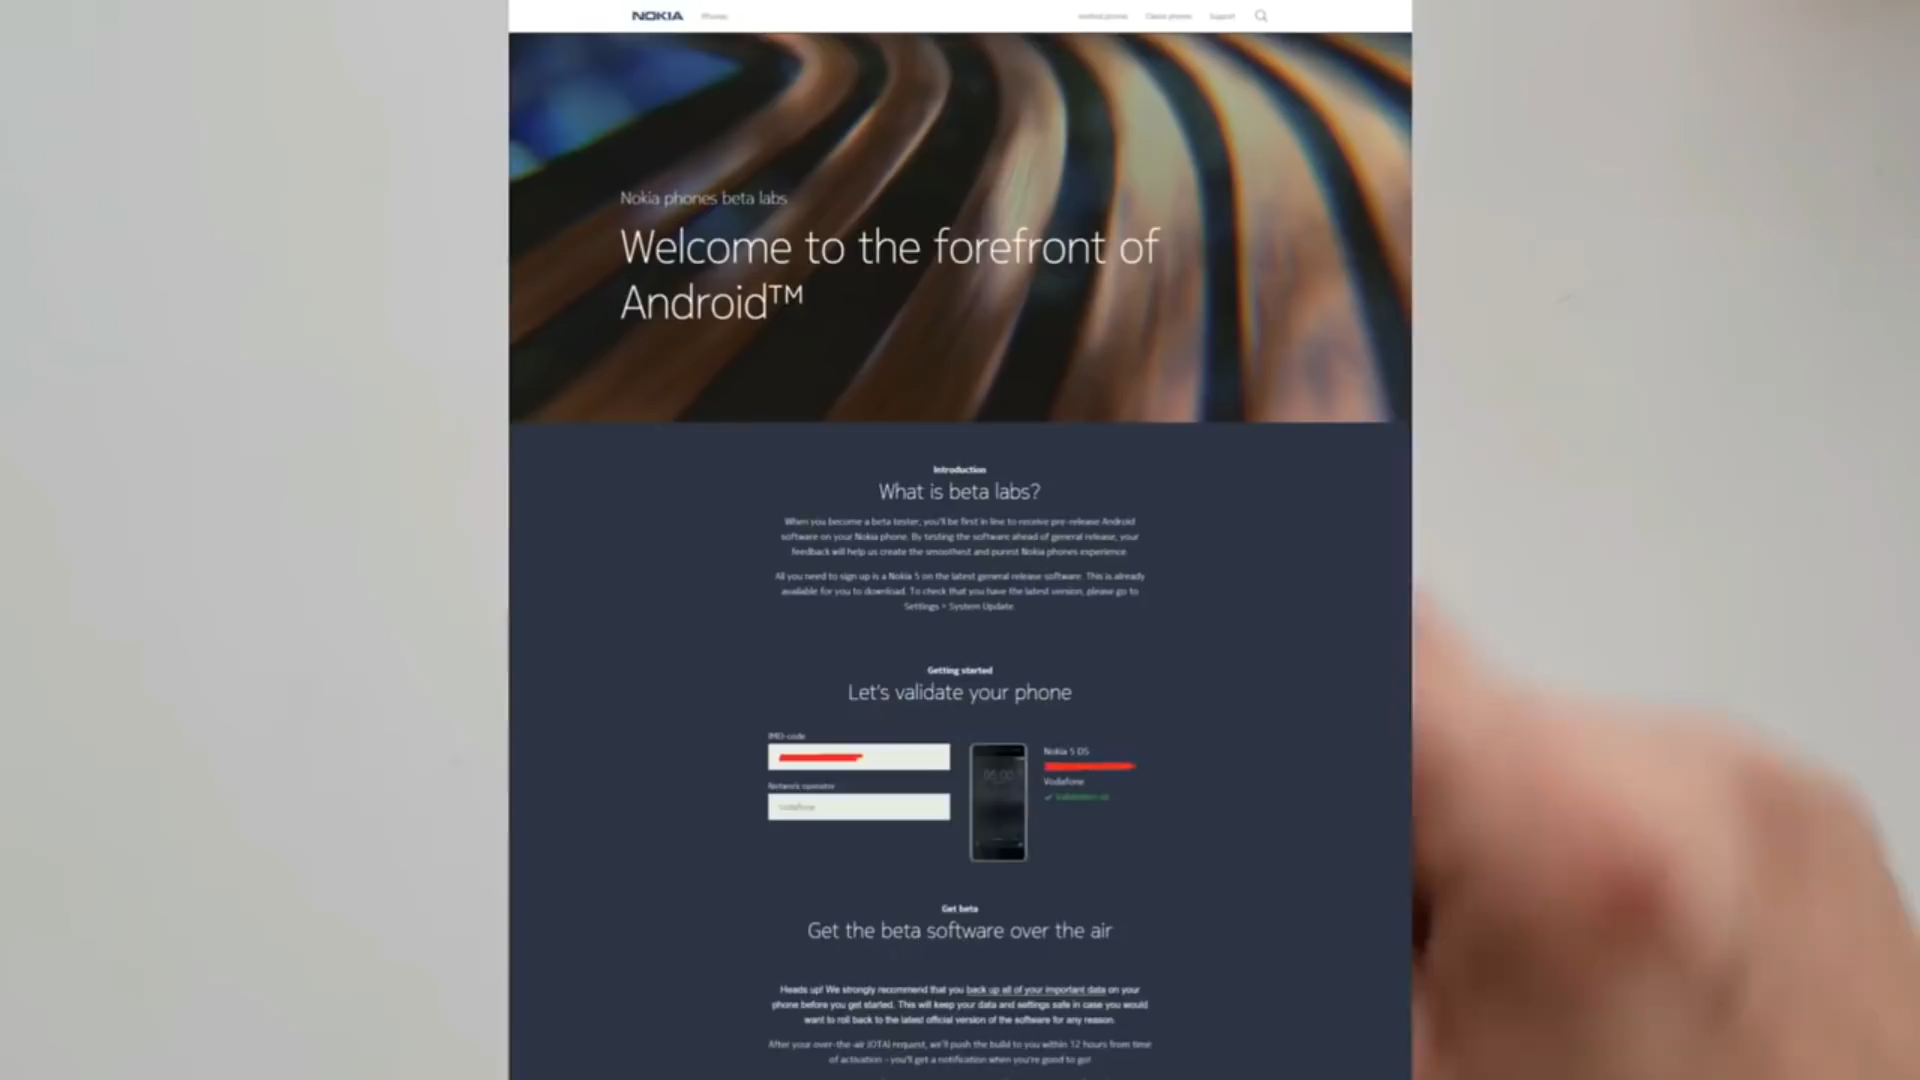 NOKIA Phones Android phones Classic phones Support
Nokia phones beta labs
Welcome to the forefront of
Android™
Introduction
What is beta labs?
When you become a beta tester, you'll be first in line to receive pre-release Android
software on your Nokia phone. By testing the software ahead of general release, your
feedback will help us create the smoothest and purest Nokia phones experience.
All you need to sign up is a Nokia 5 on the latest general release software. This is already
available for you to download. To check that you have the latest version, please go to
Settings > System Update.
Getting started
Let's validate your phone
IMEI-code
Network operator
Vodafone
Nokia 5 DS
Vodafone
✓ Validation ok
Get beta
Get the beta software over the air
Heads up! We strongly recommend that you back up all of your important data on your
phone before you get started. This will keep your data and settings safe in case you would
want to roll back to the latest official version of the software for any reason.
After your over-the-air (OTA) request, we'll push the build to you within 12 hours from time
of activation - you'll get a notification when you're good to go!